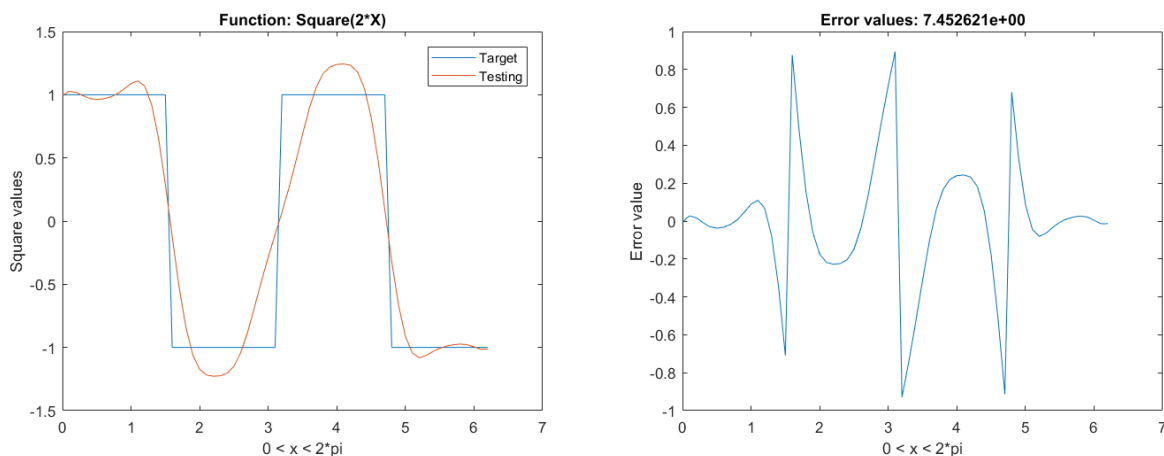 Function: Square(2*X)
1.5
1
0.5
0
-0.5
-1
-1.5
Square values
Target
Testing
0 1 2 3 4 5 6 7
0 < x < 2*pi
Error values: 7.452621e+00
1
0.8
0.6
0.4
0.2
0
-0.2
-0.4
-0.6
-0.8
-1
Error value
0 1 2 3 4 5 6 7
0 < x < 2*pi